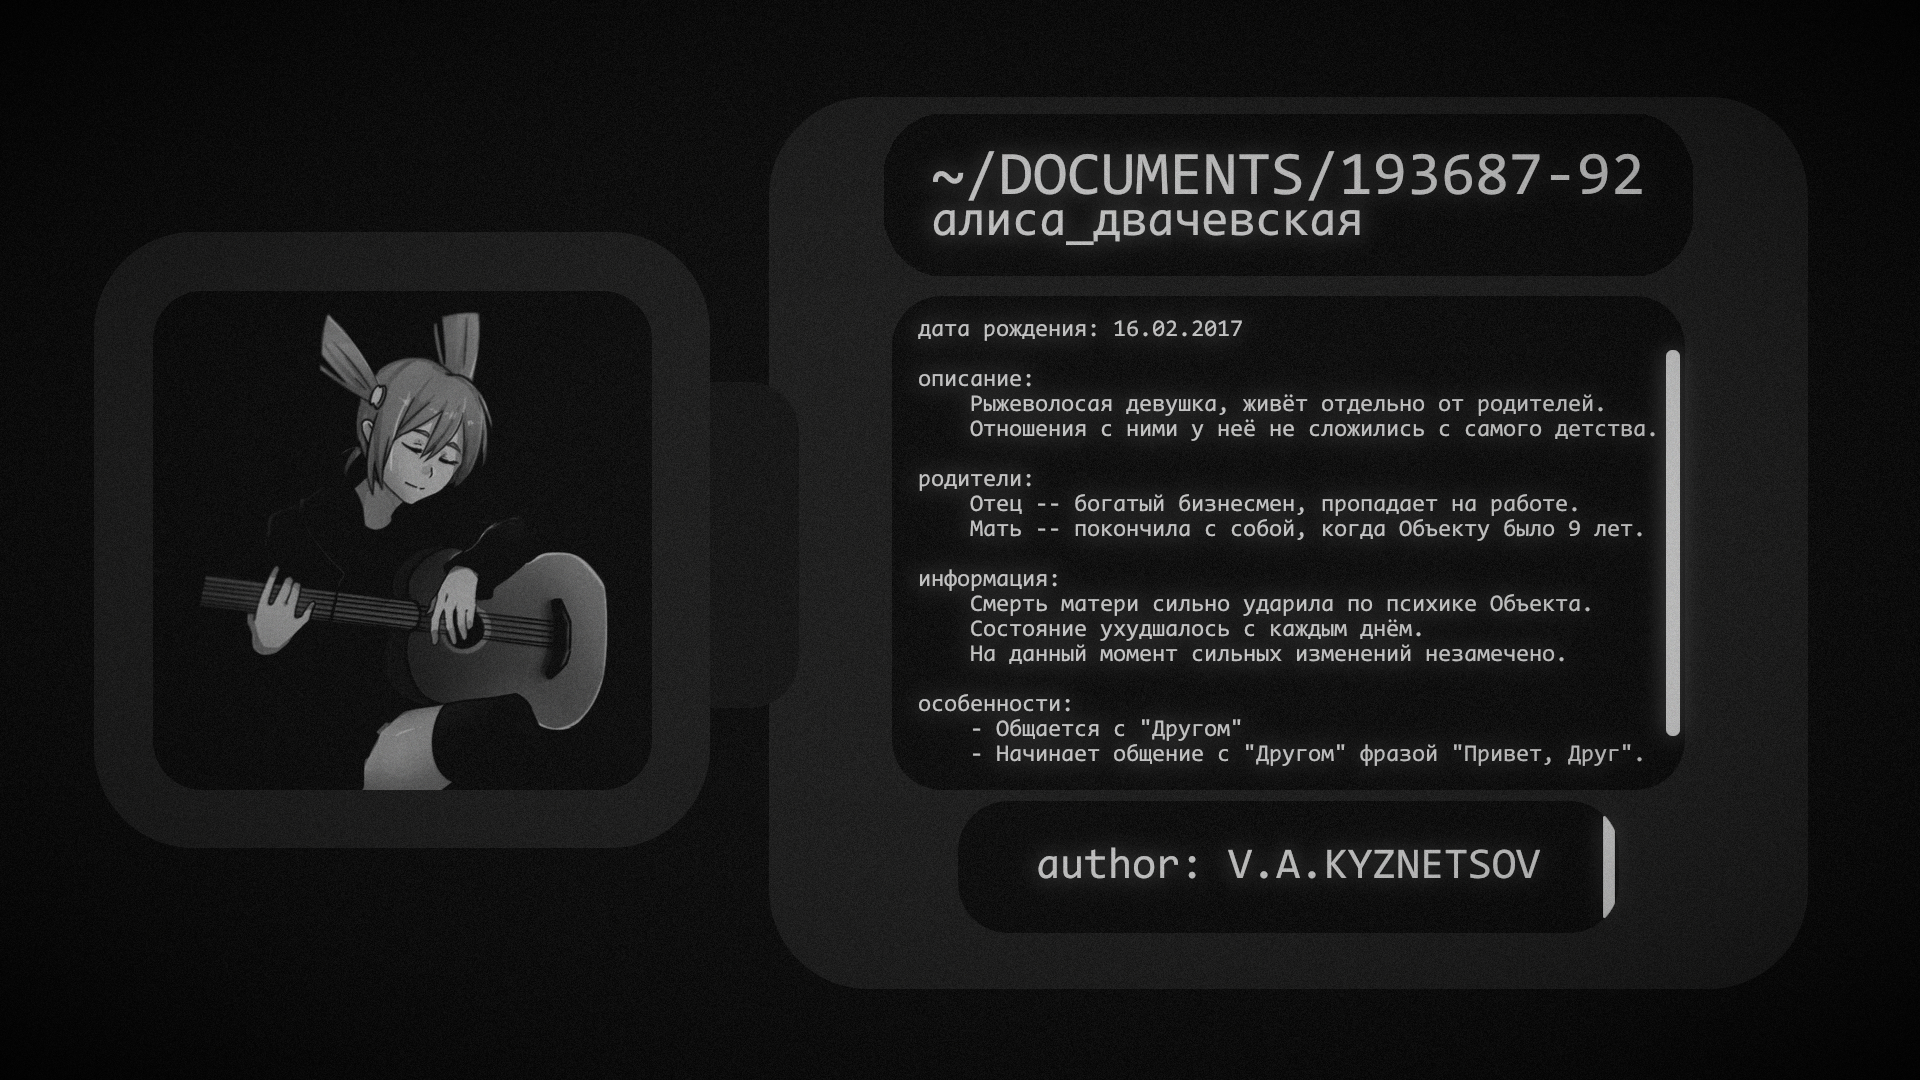 ~/DOCUMENTS/193687-92
алиса_двачевская
дата рождения: 16.02.2017
описание:
Рыжеволосая девушка, живёт отдельно от родителей.
Отношения с ними у неё не сложились с самого детства.
родители:
Отец -- богатый бизнесмен, пропадает на работе.
Мать -- покончила с собой, когда Объекту было 9 лет.
информация:
Смерть матери сильно ударила по психике Объекта.
Состояние ухудшалось с каждым днём.
На данный момент сильных изменений незамечено.
особенности:
- Общается с "Другом"
- Начинает общение с "Другом" фразой "Привет, Друг".
author: V.A.KYZNETSOV